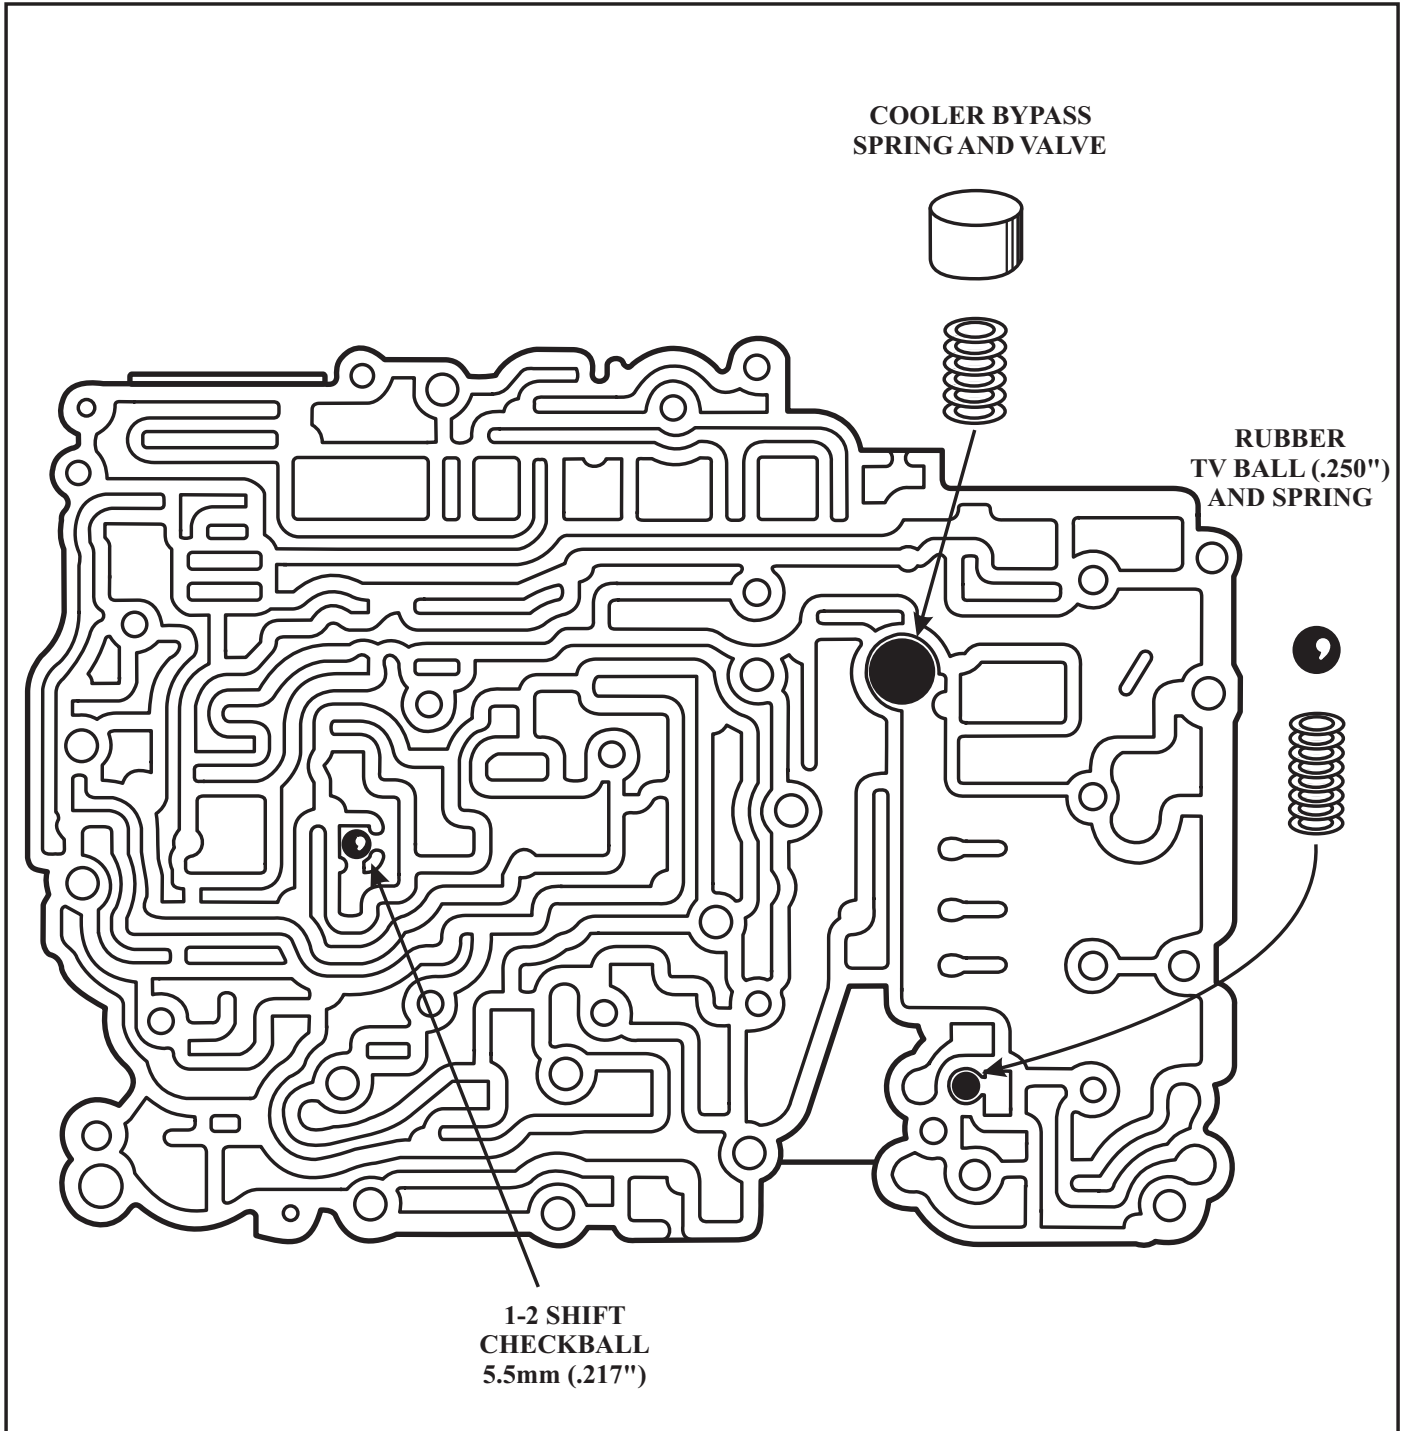 COOLER BYPASS
SPRING AND VALVE
RUBBER
TV BALL (.250")
AND SPRING
1-2 SHIFT
CHECKBALL
5.5mm (.217")